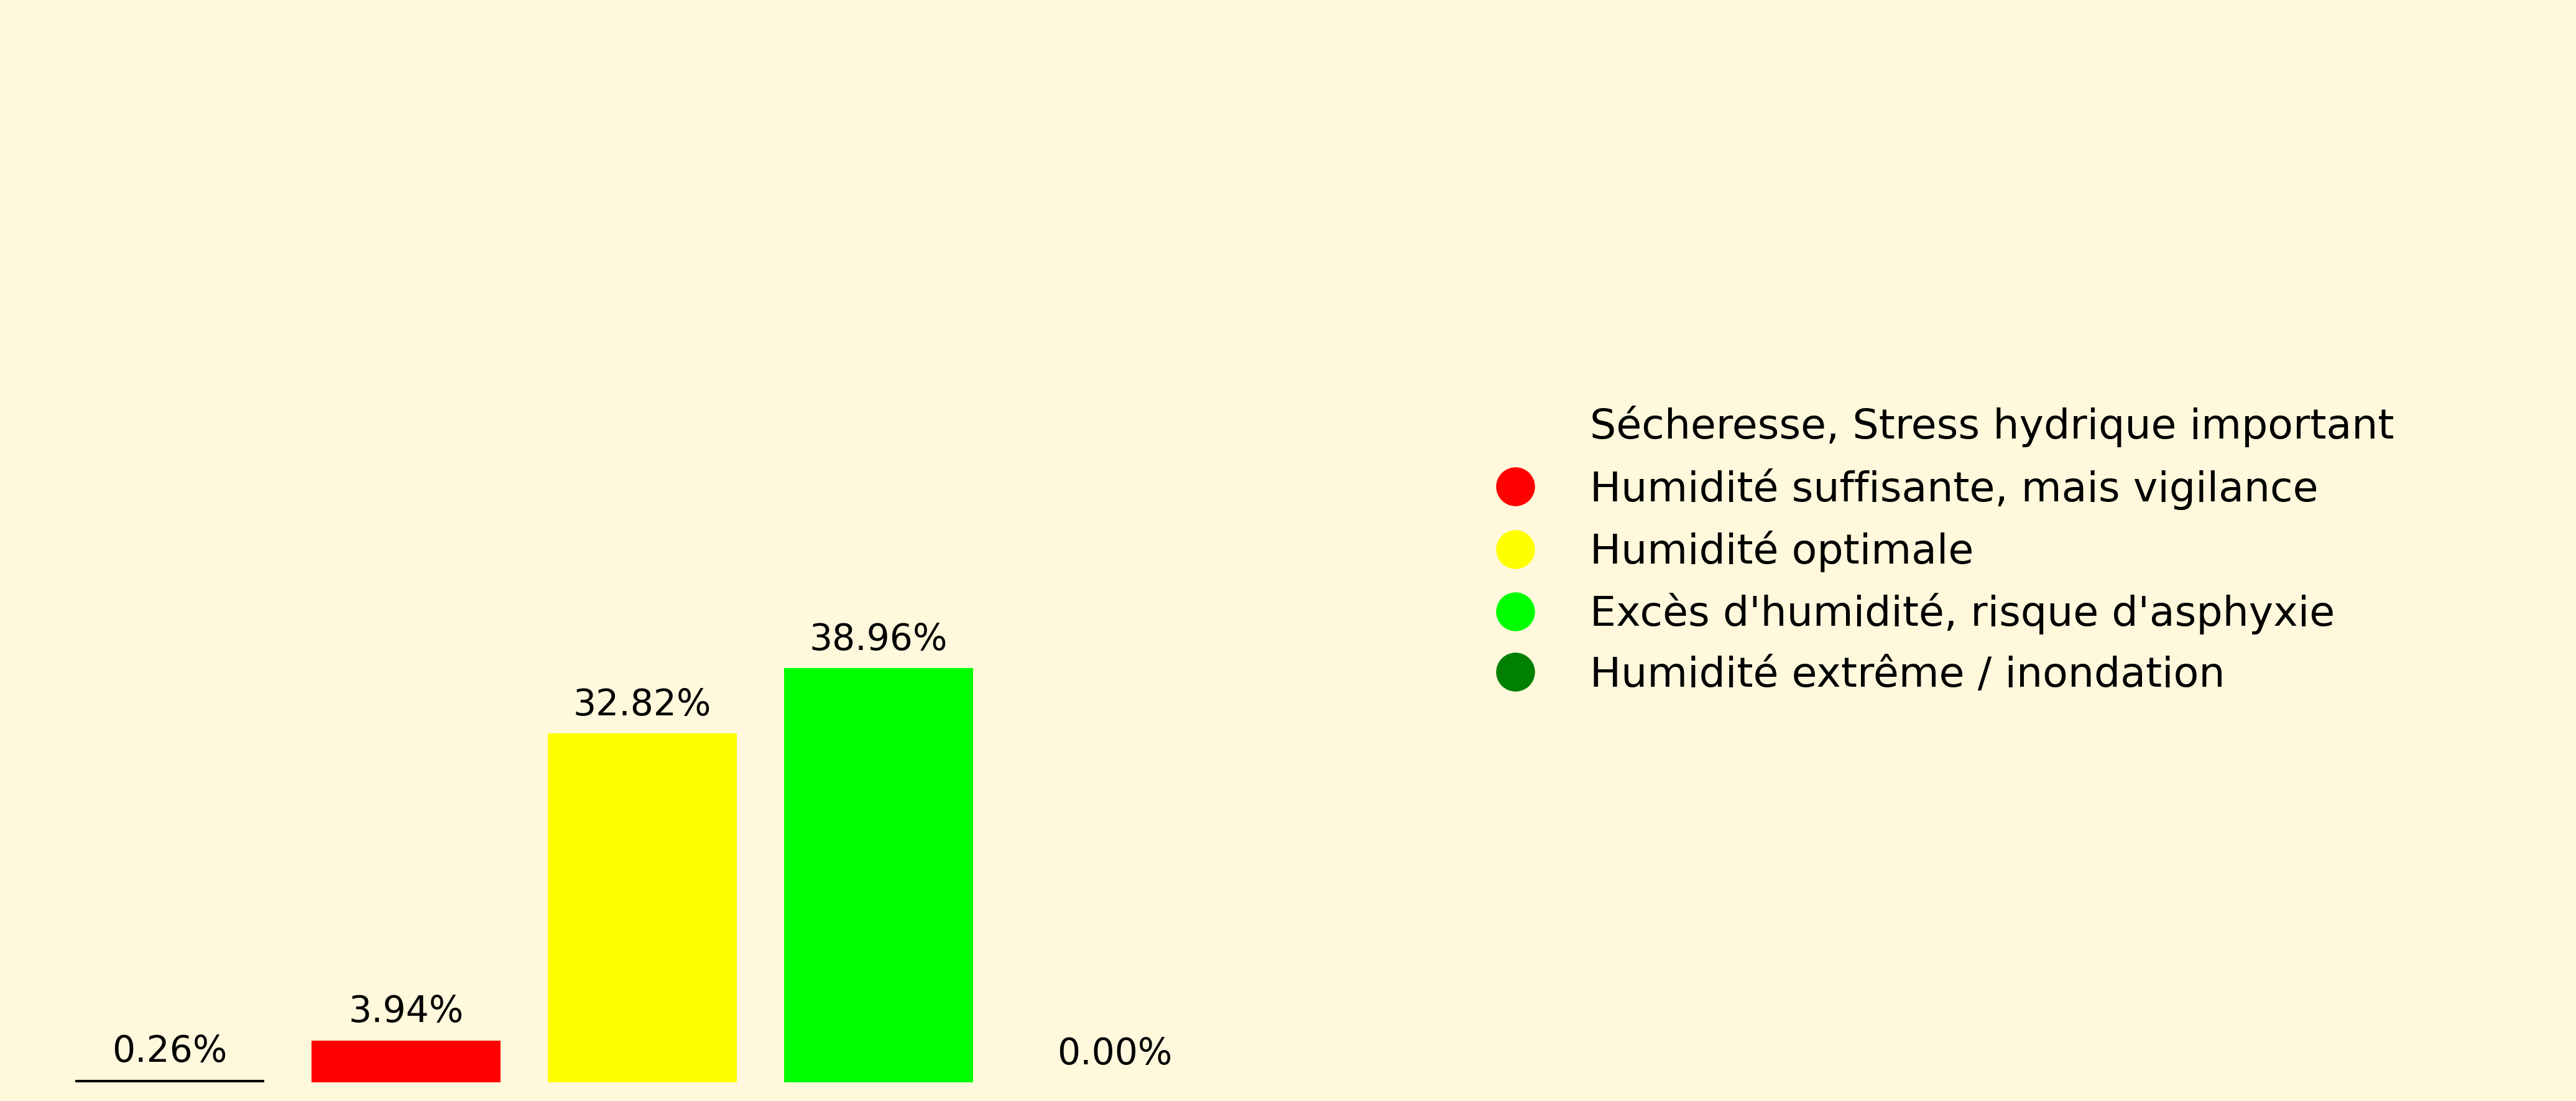 Sécheresse, Stress hydrique important
Humidité suffisante, mais vigilance
Humidité optimale
Excès d'humidité, risque d'asphyxie
Humidité extrême / inondation
38.96%
32.82%
3.94%
0.26%
0.00%